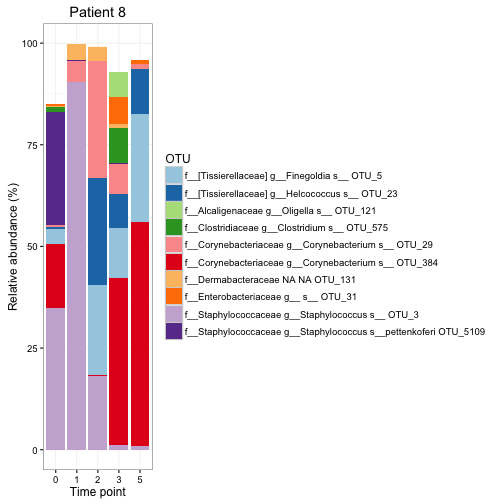 Patient 8
Relative abundance (%)
100
75
50
25
0
0 1 2 3 5
Time point
OTU
f__[Tissierellaceae] g__Finegoldia s__ OTU_5
f__[Tissierellaceae] g__Helcococcus s__ OTU_23
f__Alcaligenaceae g__Oligella s__ OTU_121
f__Clostridiaceae g__Clostridium s__ OTU_575
f__Corynebacteriaceae g__Corynebacterium s__ OTU_29
f__Corynebacteriaceae g__Corynebacterium s__ OTU_384
f__Dermabacteraceae NA NA OTU_131
f__Enterobacteriaceae g__ s__ OTU_31
f__Staphylococcaceae g__Staphylococcus s__ OTU_3
f__Staphylococcaceae g__Staphylococcus s__pettenkoferi OTU_5109